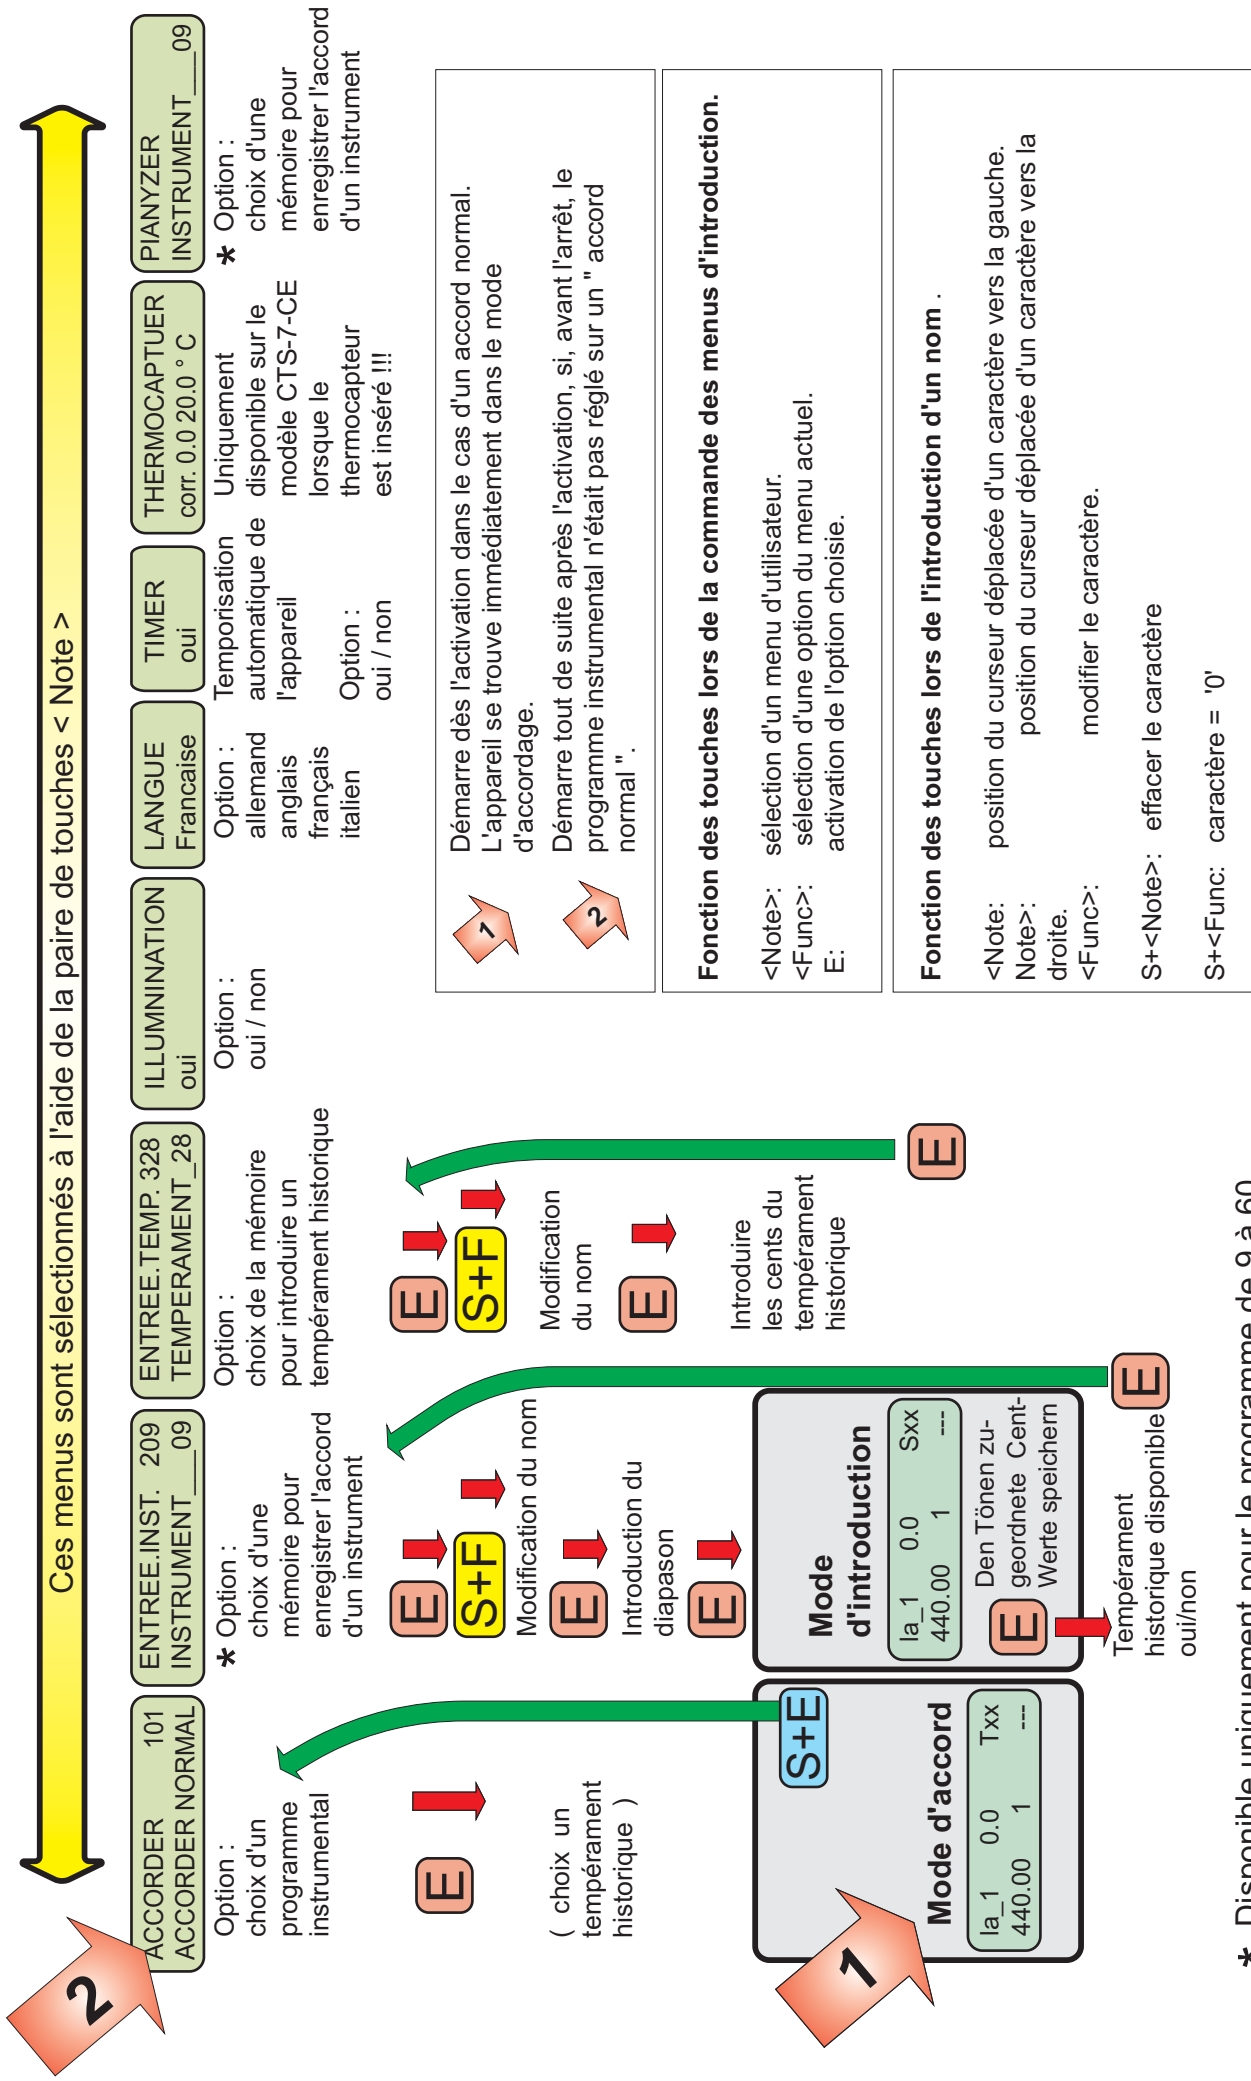 Ces menus sont sélectionnés à l'aide de la paire de touches < Note >
2
ACCORDER 101
ACCORDER NORMAL
Option :
choix d'un
programme
instrumental
E
( choix un
tempérament
historique )
S+E
1
Mode d'accord
la_1 0.0 Txx
440.00 1 ---
ENTREE.INST. 209
INSTRUMENT___09
* Option :
choix d'une
mémoire pour
enregistrer l'accord
d'un instrument
E
S+F
Modification du nom
E
Introduction du
diapason
E
Mode
d'introduction
la_1 0.0 Sxx
440.00 1 ---
Den Tönen zu-
geordnete Cent-
Werte speichern
E
Tempérament
historique disponible
oui/non
E
ENTREE.TEMP. 328
TEMPERAMENT_28
Option :
choix de la mémoire
pour introduire un
tempérament historique
E
S+F
Modification
du nom
E
Introduire
les cents du
tempérament
historique
E
ILLUMNINATION
oui
Option :
oui / non
LANGUE
Francaise
Option :
allemand
anglais
français
italien
TIMER
oui
Temporisation
automatique de
l'appareil
Option :
oui / non
THERMOCAPTUER
corr. 0.0 20.0 ° C
Uniquement
disponible sur le
modèle CTS-7-CE
lorsque le
thermocapteur
est inséré !!!
PIANYZER
INSTRUMENT___09
* Option :
choix d'une
mémoire pour
enregistrer l'accord
d'un instrument
1
Démarre dès l'activation dans le cas d'un accord normal.
L'appareil se trouve immédiatement dans le mode
d'accordage.
2
Démarre tout de suite après l'activation, si, avant l'arrêt, le
programme instrumental n'était pas réglé sur un " accord
normal ".
Fonction des touches lors de la commande des menus d'introduction.
<Note>: sélection d'un menu d'utilisateur.
<Func>: sélection d'une option du menu actuel.
E: activation de l'option choisie.
Fonction des touches lors de l'introduction d'un nom .
<Note: position du curseur déplacée d'un caractère vers la gauche.
Note>: position du curseur déplacée d'un caractère vers la
droite.
<Func>: modifier le caractère.
S+<Note>: effacer le caractère
S+<Func: caractère = '0'
* Disponible uniquement pour le programme de 9 à 60